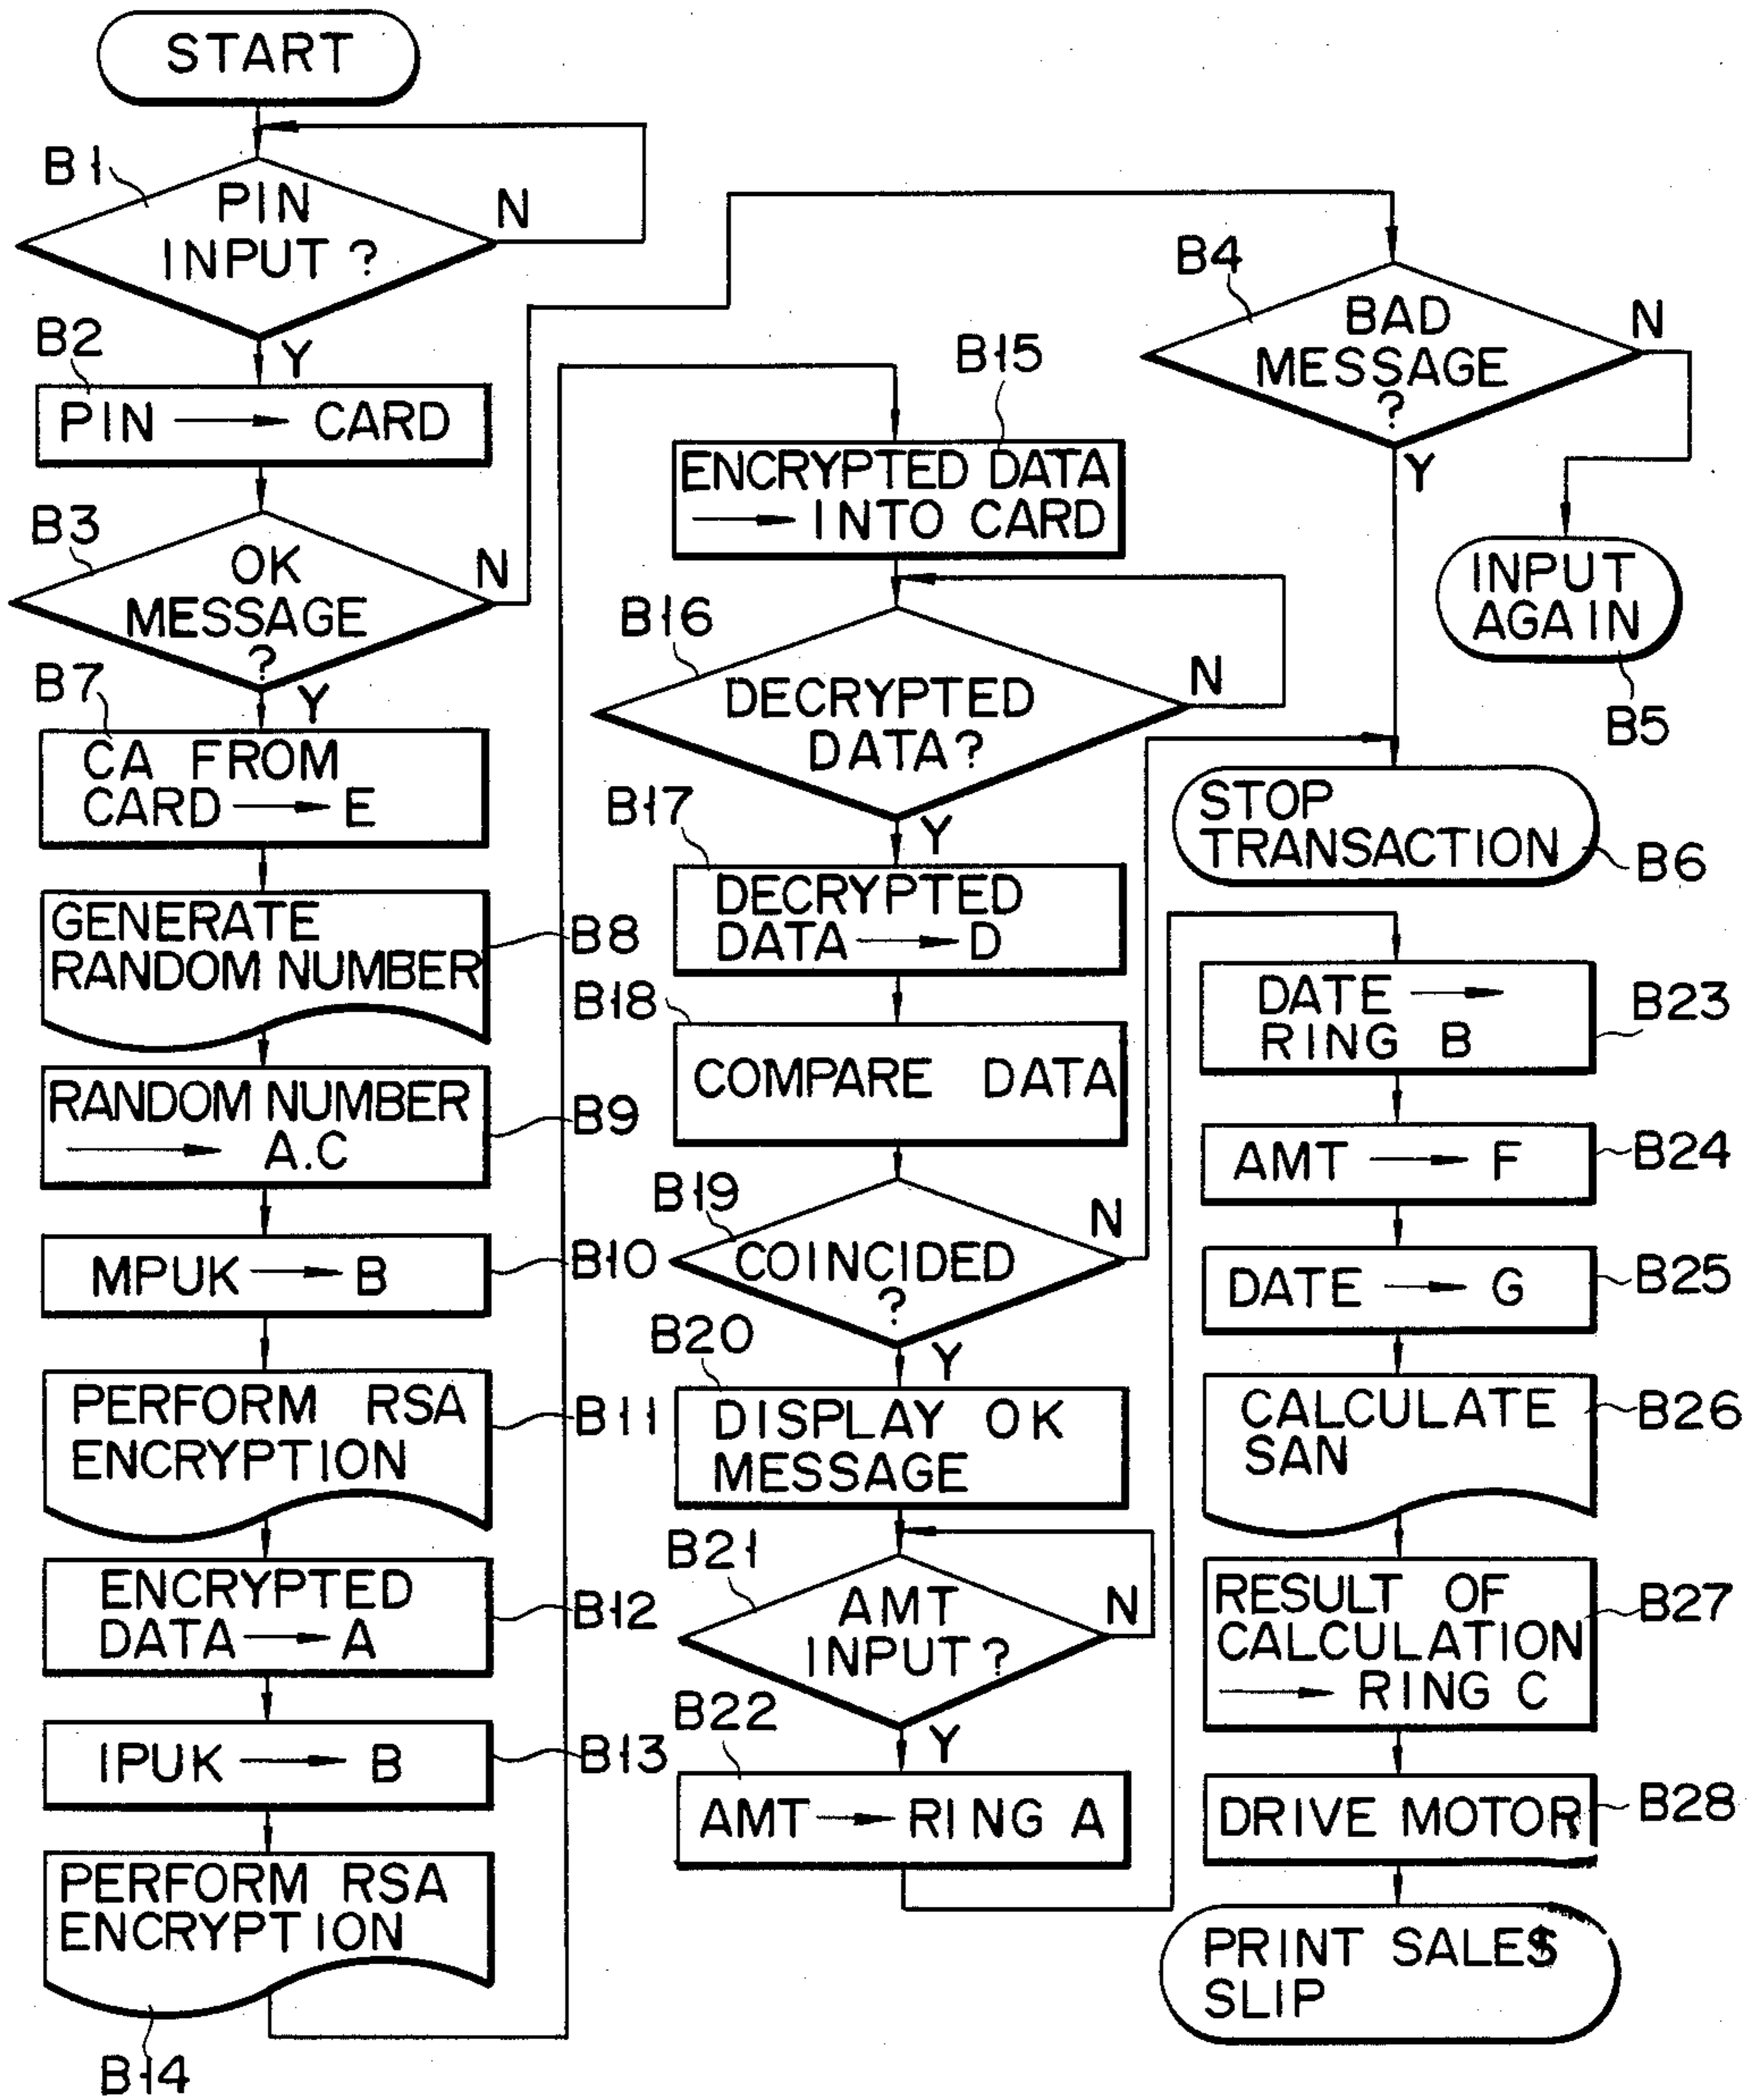 START
B1
PIN
INPUT?
N
Y
B2
PIN → CARD
B3
OK
MESSAGE
?
N
Y
B7
CA FROM
CARD → E
GENERATE
RANDOM NUMBER
B8
RANDOM NUMBER
→ A.C
B9
MPUK → B
B10
PERFORM RSA
ENCRYPTION
B11
ENCRYPTED
DATA → A
B12
IPUK → B
B13
PERFORM RSA
ENCRYPTION
B14
B15
ENCRYPTED DATA
→ INTO CARD
B16
DECRYPTED
DATA?
N
Y
B17
DECRYPTED
DATA → D
B18
COMPARE DATA
B19
COINCIDED
?
N
Y
B20
DISPLAY OK
MESSAGE
B21
AMT
INPUT?
N
Y
B22
AMT → RING A
B4
BAD
MESSAGE
?
N
Y
INPUT
AGAIN
B5
STOP
TRANSACTION
B6
DATE →
RING B
B23
AMT → F
B24
DATE → G
B25
CALCULATE
SAN
B26
RESULT OF
CALCULATION
→ RING C
B27
DRIVE MOTOR
B28
PRINT SALES
SLIP